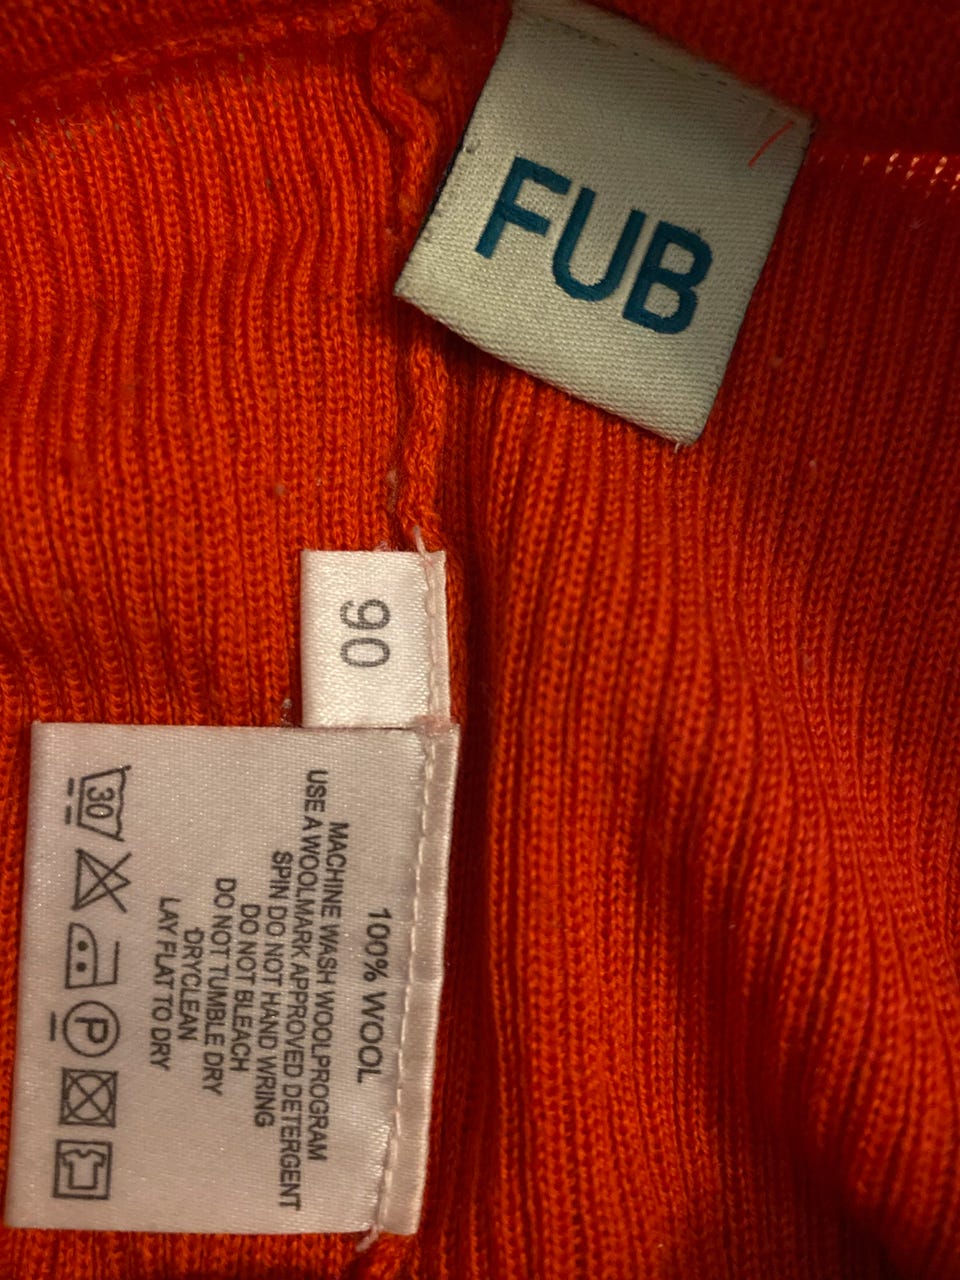 FUB
90
100% WOOL
MACHINE WASH WOOLPROGRAM
USE A WOOLMARK APPROVED DETERGENT
SPIN DO NOT HAND WRING
DO NOT BLEACH
DO NOT TUMBLE DRY
DRYCLEAN
LAY FLAT TO DRY
30 P